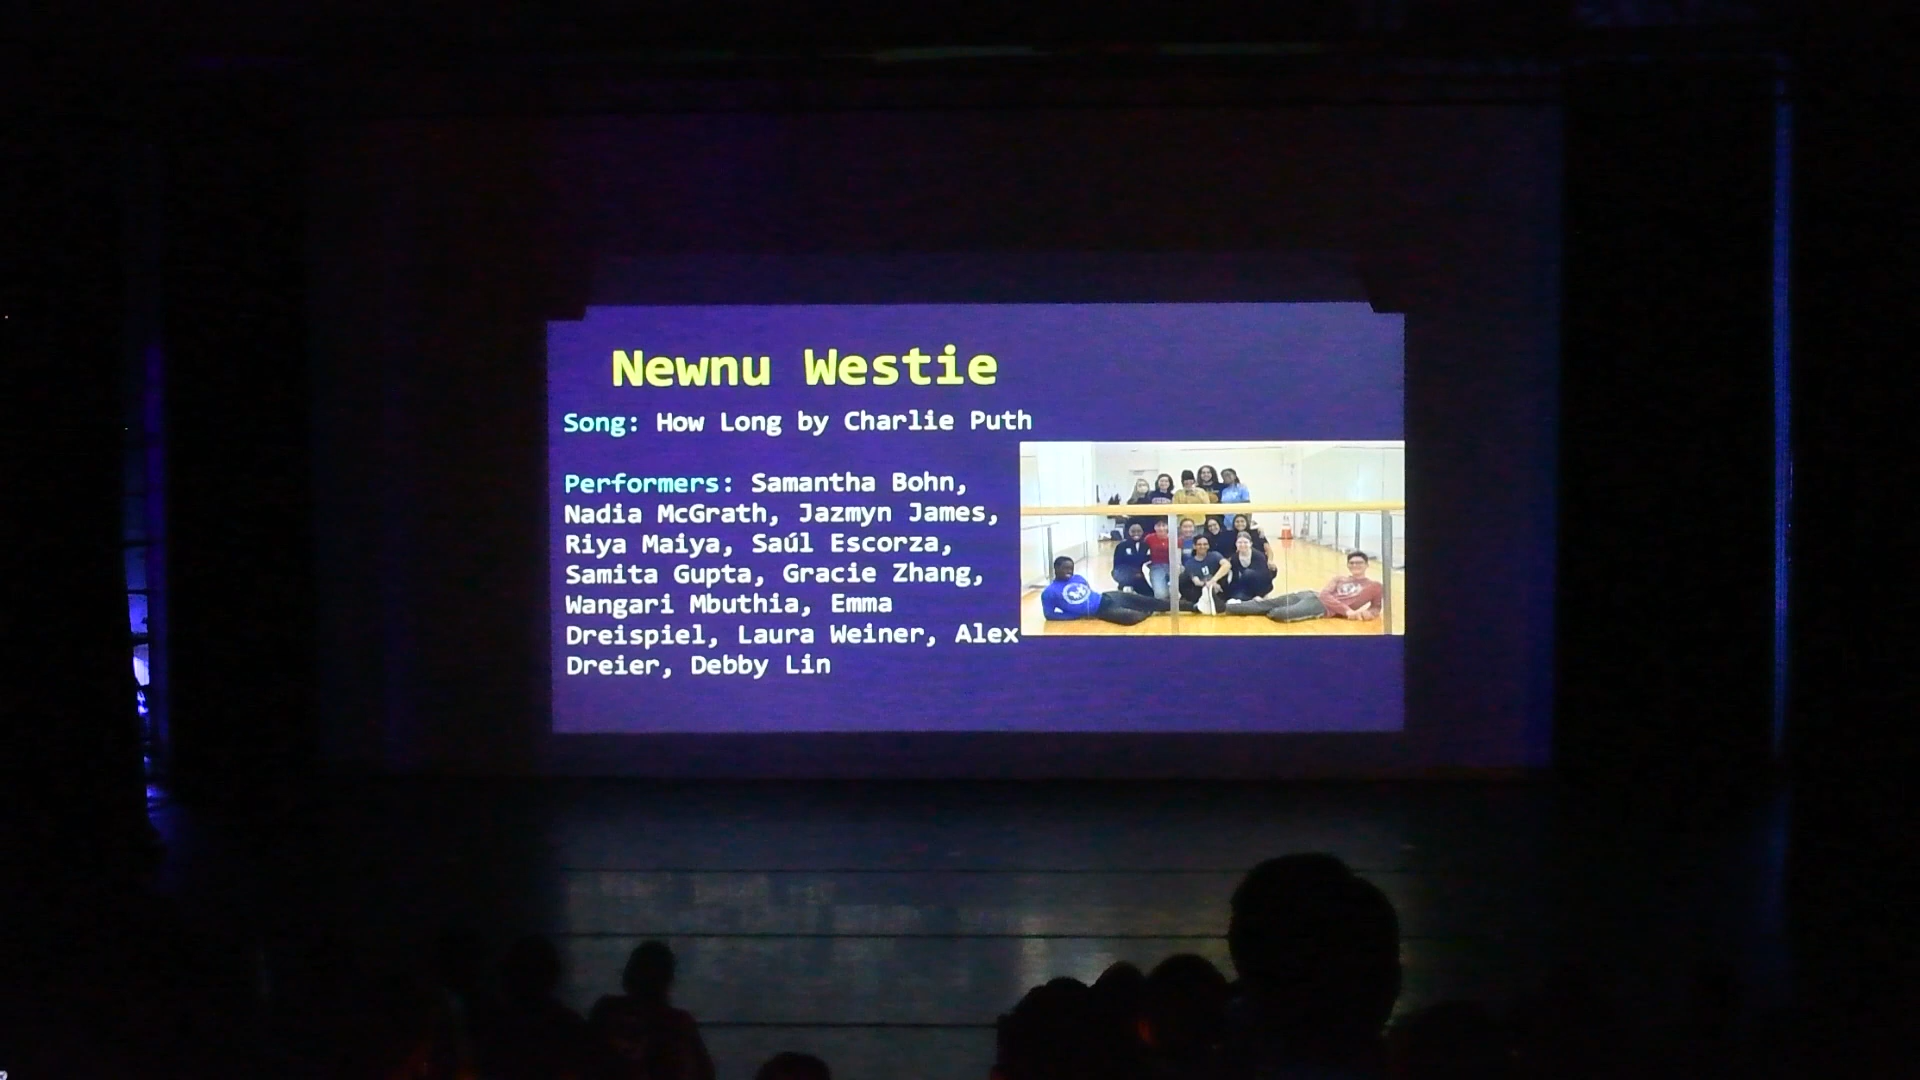 Newnu Westie
Song: How Long by Charlie Puth
Performers: Samantha Bohn,
Nadia McGrath, Jazmyn James,
Riya Maiya, Saúl Escorza,
Samita Gupta, Gracie Zhang,
Wangari Mbuthia, Emma
Dreispiel, Laura Weiner, Alex
Dreier, Debby Lin